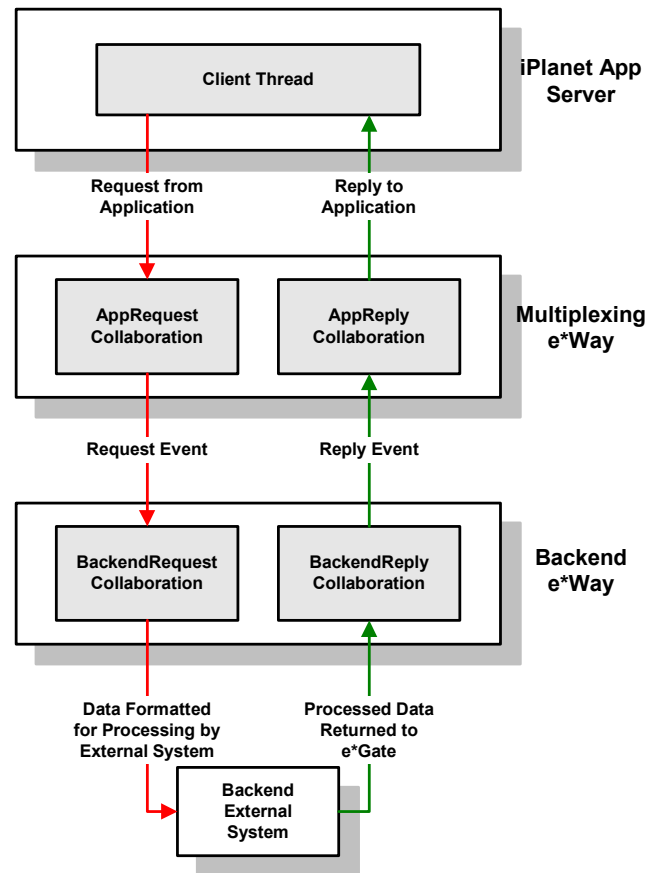 Client Thread
iPlanet App
Server
Request from
Application
Reply to
Application
AppRequest
Collaboration
AppReply
Collaboration
Multiplexing
e*Way
Request Event
Reply Event
BackendRequest
Collaboration
BackendReply
Collaboration
Backend
e*Way
Data Formatted
for Processing by
External System
Processed Data
Returned to
e*Gate
Backend
External
System